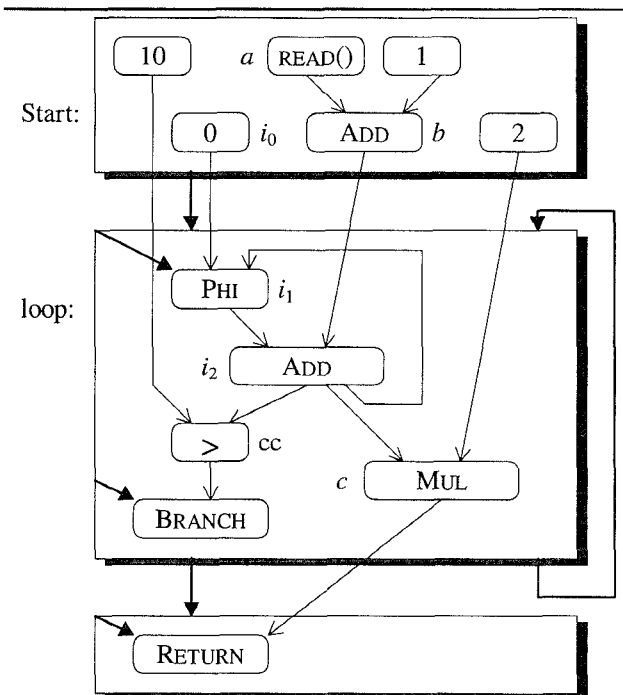 10 a READ() 1
Start:
0 i₀ ADD b 2
PHI i₁
loop:
i₂ ADD
> cc
c MUL
BRANCH
RETURN